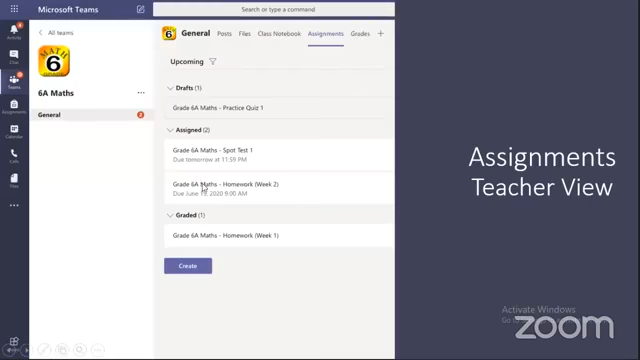 Microsoft Teams
Search or type a command
Activity
Chat
Teams
Assignments
Calendar
Calls
Files
All teams
MATH
6
6A Maths
General
2
General
Posts
Files
Class Notebook
Assignments
Grades
Upcoming
Drafts (1)
Grade 6A Maths - Practice Quiz 1
Assigned (2)
Grade 6A Maths - Spot Test 1
Due tomorrow at 11:59 PM
Grade 6A Maths - Homework (Week 2)
Due June 2020 9:00 AM
Graded (1)
Grade 6A Maths - Homework (Week 1)
Create
Assignments
Teacher View
Activate Windows
zoom